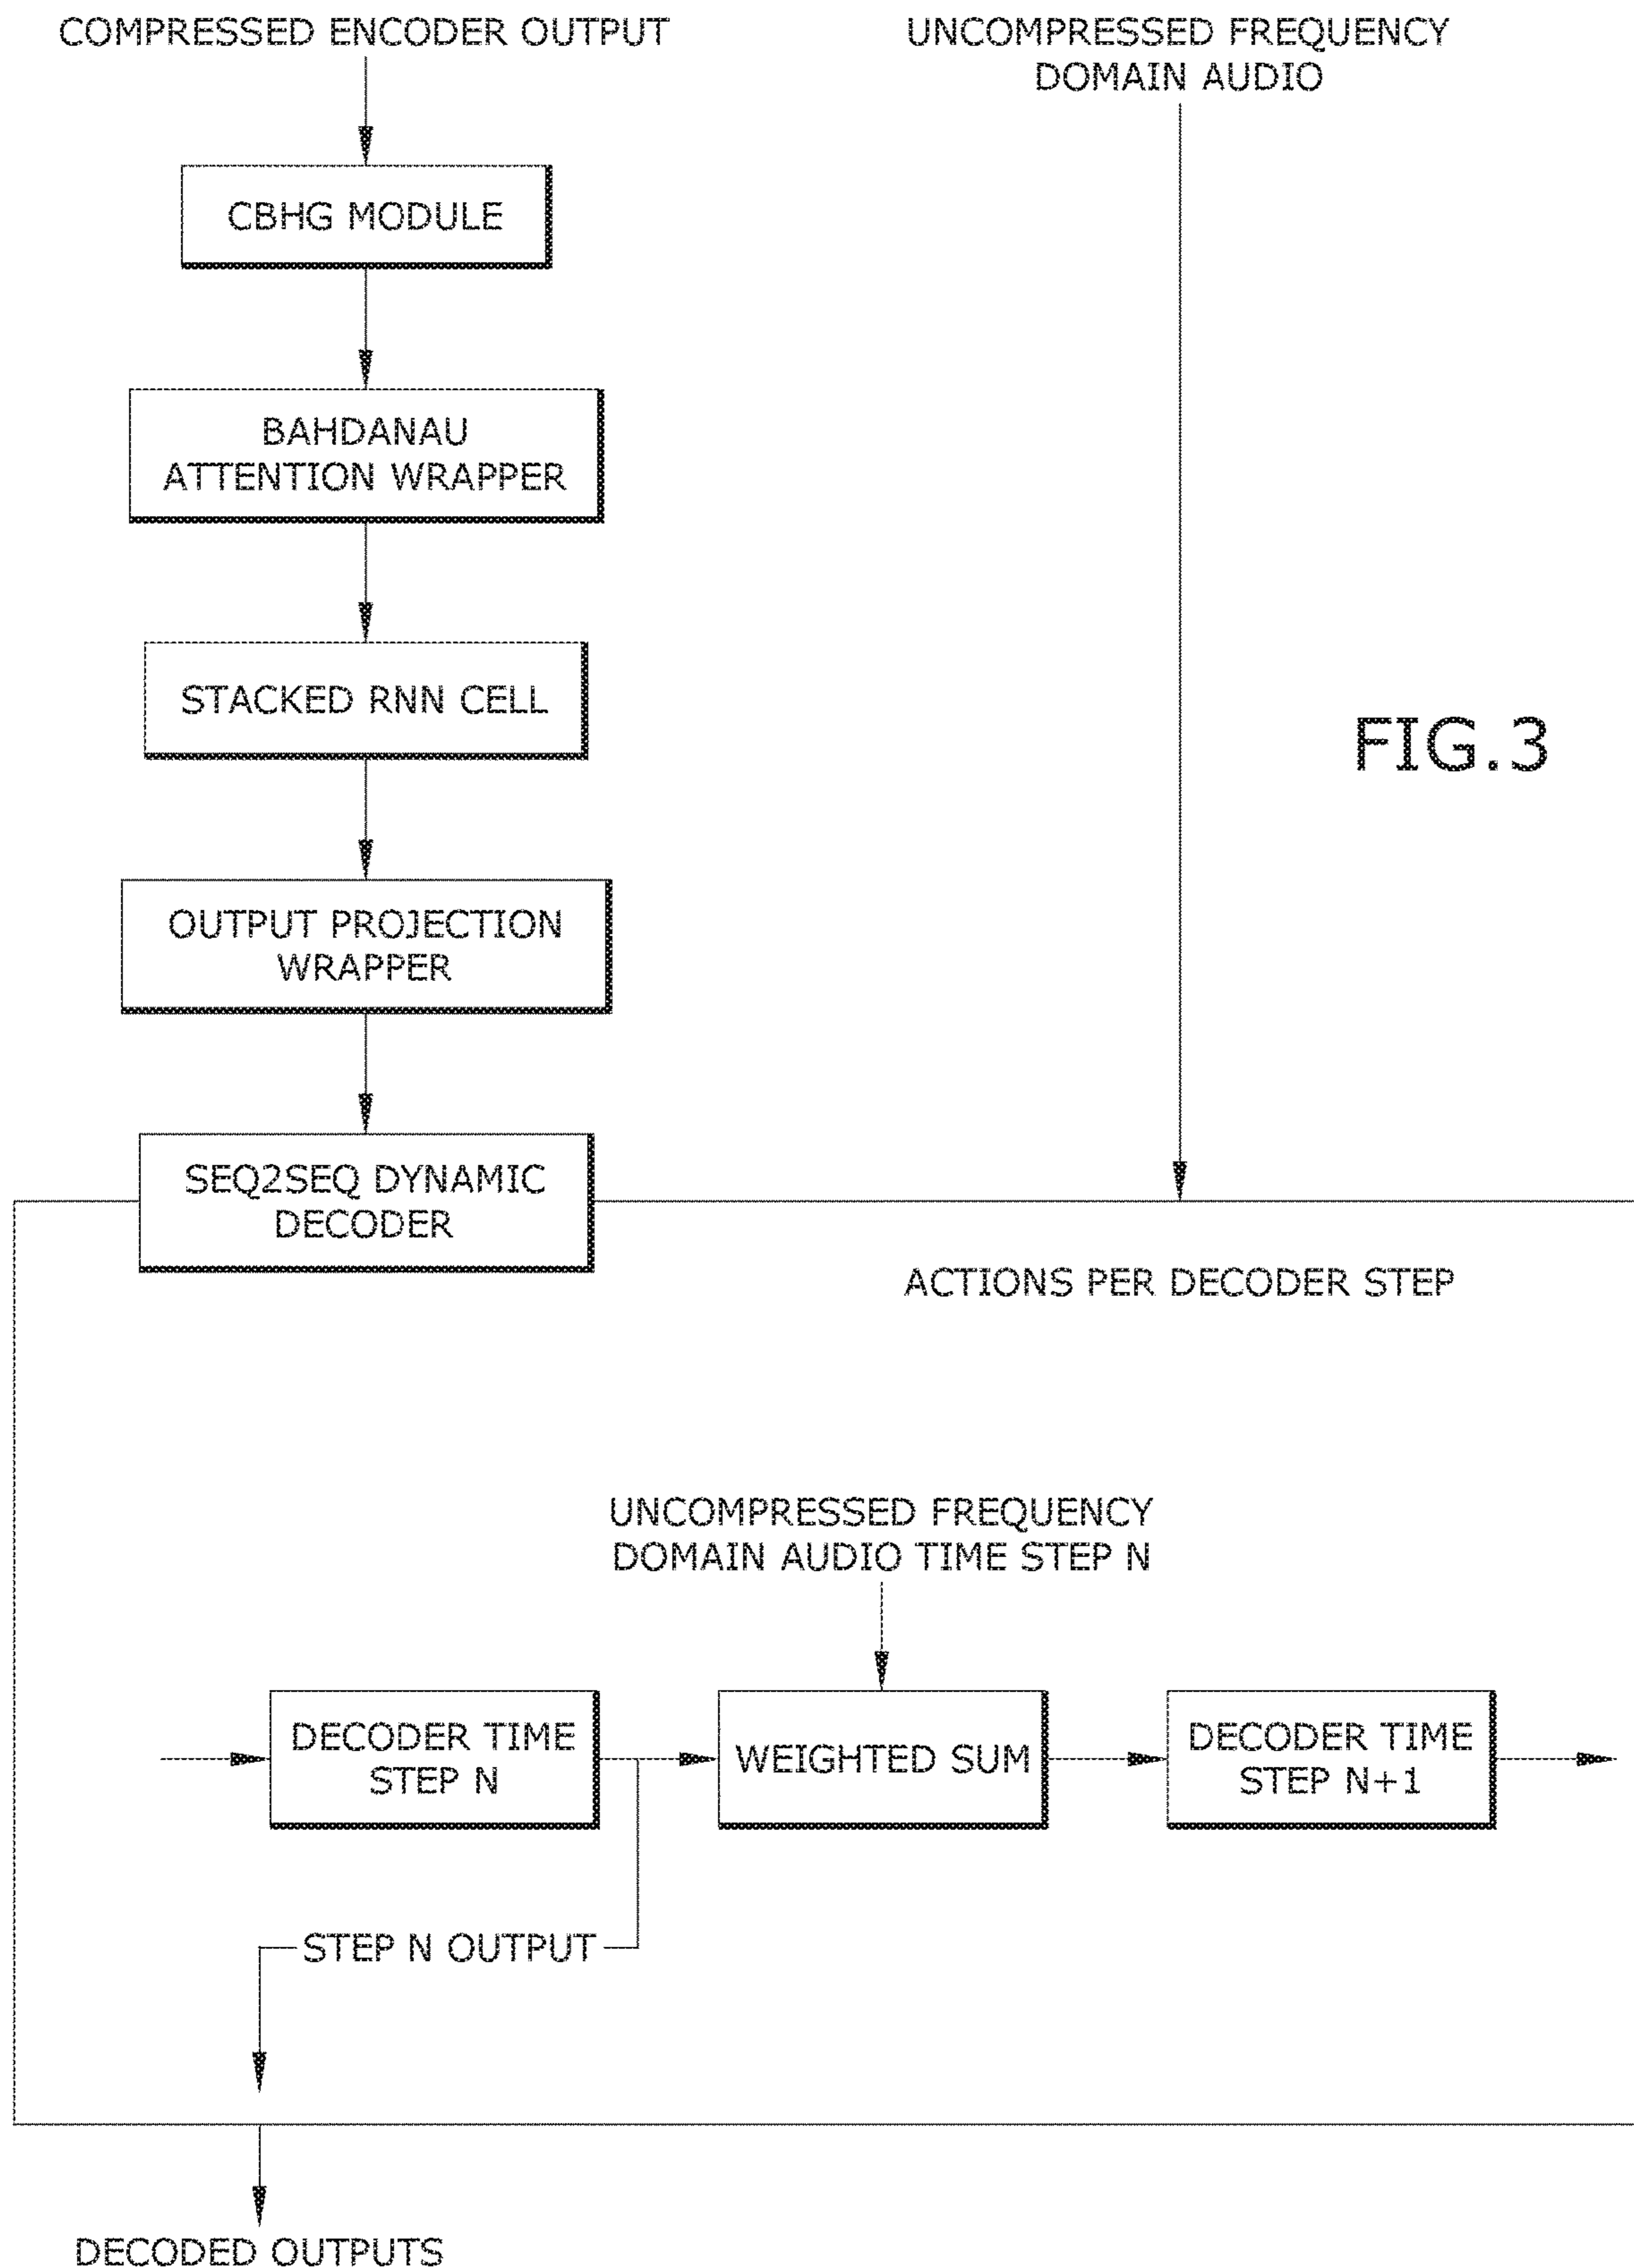 COMPRESSED ENCODER OUTPUT
UNCOMPRESSED FREQUENCY
DOMAIN AUDIO
CBHG MODULE
BAHDANAU
ATTENTION WRAPPER
STACKED RNN CELL
FIG.3
OUTPUT PROJECTION
WRAPPER
SEQ2SEQ DYNAMIC
DECODER
ACTIONS PER DECODER STEP
UNCOMPRESSED FREQUENCY
DOMAIN AUDIO TIME STEP N
DECODER TIME
STEP N
WEIGHTED SUM
DECODER TIME
STEP N+1
STEP N OUTPUT
DECODED OUTPUTS